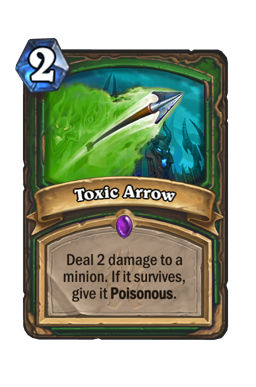 2
Toxic Arrow
Deal 2 damage to a
minion. If it survives,
give it Poisonous.